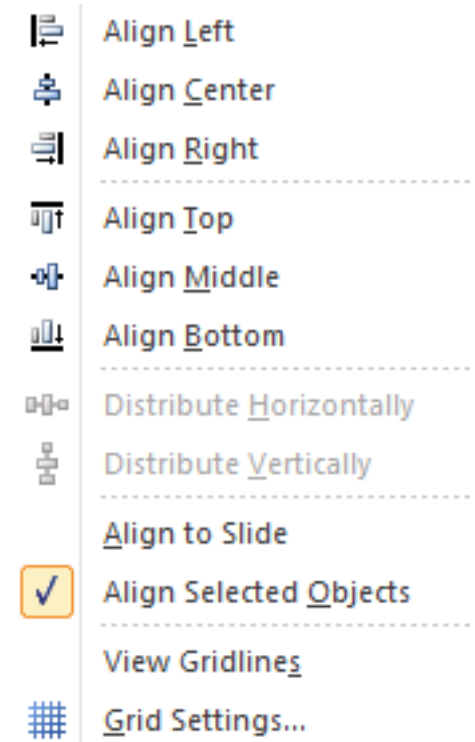 Align Left
Align Center
Align Right
Align Top
Align Middle
Align Bottom
Distribute Horizontally
Distribute Vertically
Align to Slide
Align Selected Objects
View Gridlines
Grid Settings...